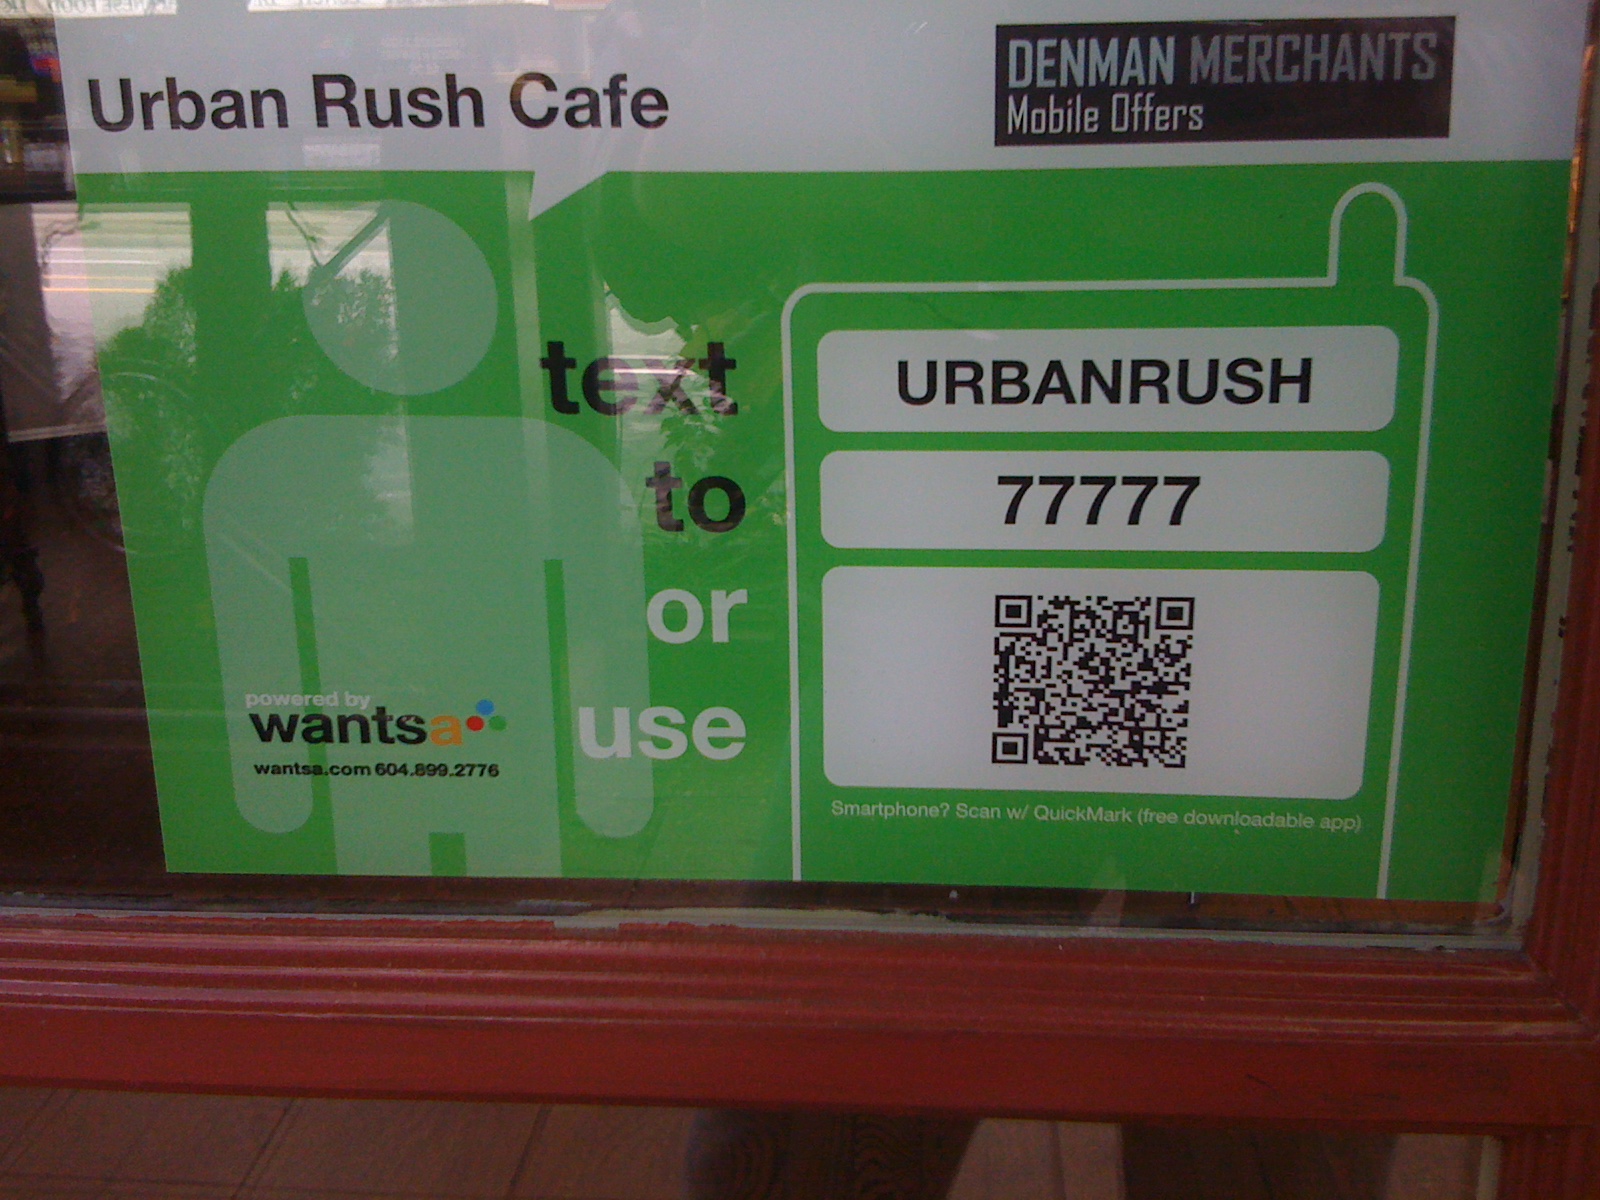 Urban Rush Cafe
DENMAN MERCHANTS
Mobile Offers
text
to
or
use
URBANRUSH
77777
powered by
wantsa
wantsa.com 604.899.2776
Smartphone? Scan w/ QuickMark (free downloadable app)